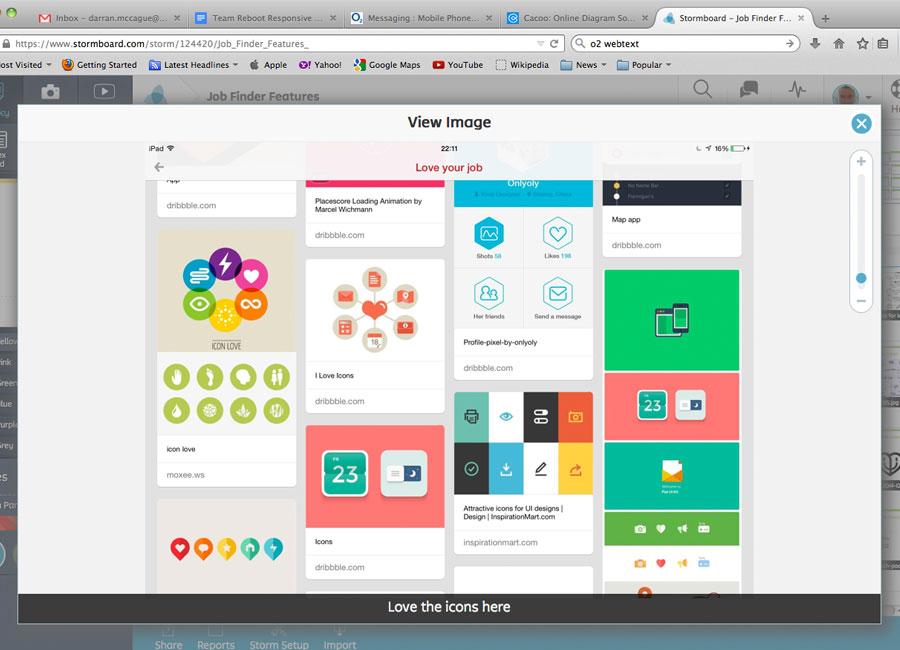 Inbox – darran.mccague@...
Team Reboot Responsive ...
Messaging : Mobile Phone...
Cacoo: Online Diagram So...
Stormboard – Job Finder F...
https://www.stormboard.com/storm/124420/Job_Finder_Features_
o2 webtext
ost Visited
Getting Started
Latest Headlines
Apple
Yahoo!
Google Maps
YouTube
Wikipedia
News
Popular
Job Finder Features
View Image
iPad
22:11
16%
Love your job
App
dribbble.com
ICON LOVE
icon love
moxee.ws
Placescore Loading Animation by
Marcel Wichmann
dribbble.com
18
I Love Icons
dribbble.com
23
Icons
dribbble.com
Onlyoly
Shots 58
Likes 198
Her friends
Send a message
Profile-pixel-by-onlyoly
dribbble.com
Attractive icons for UI designs |
Design | InspirationMart.com
inspirationmart.com
No Name Bar
Map app
dribbble.com
23
Love the icons here
Share
Reports
Storm Setup
Import